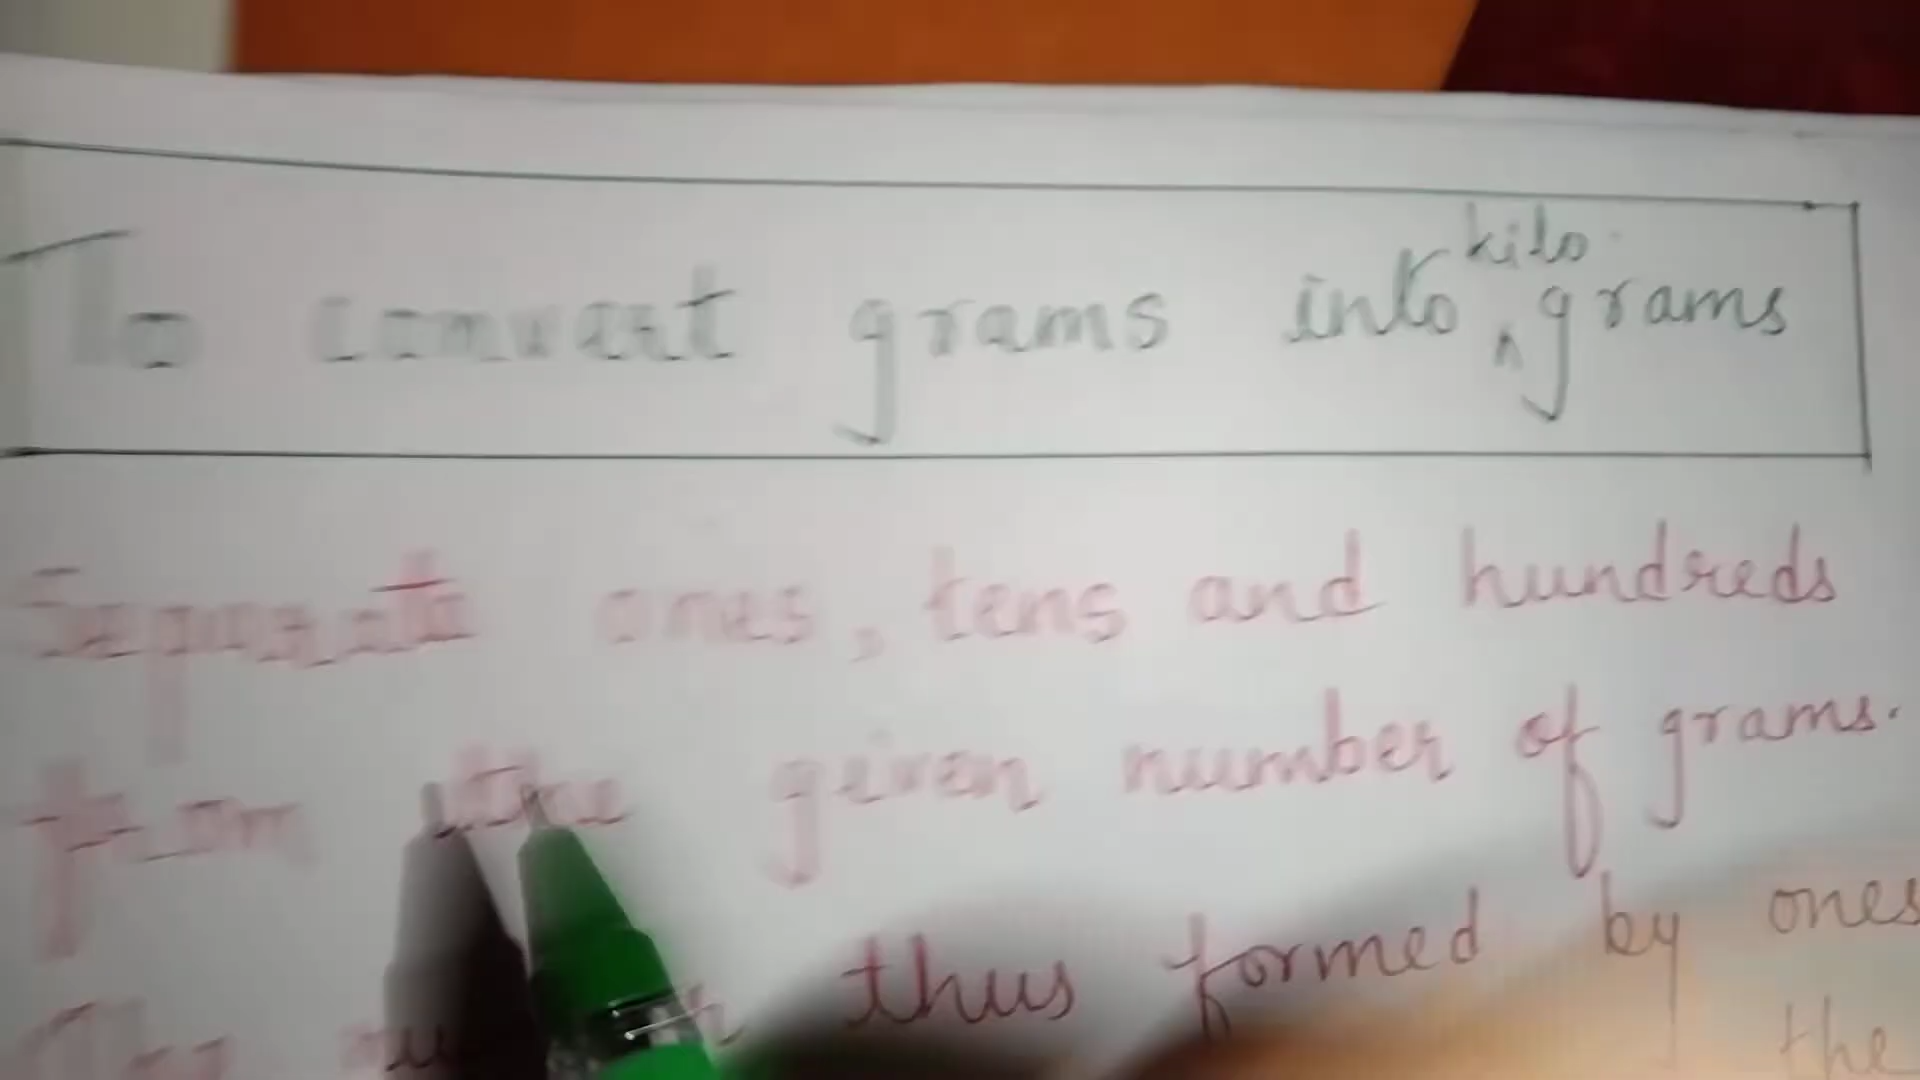 To convert grams into kilo grams
Separate ones, tens and hundreds
from the given number of grams.
The thus formed by ones
the